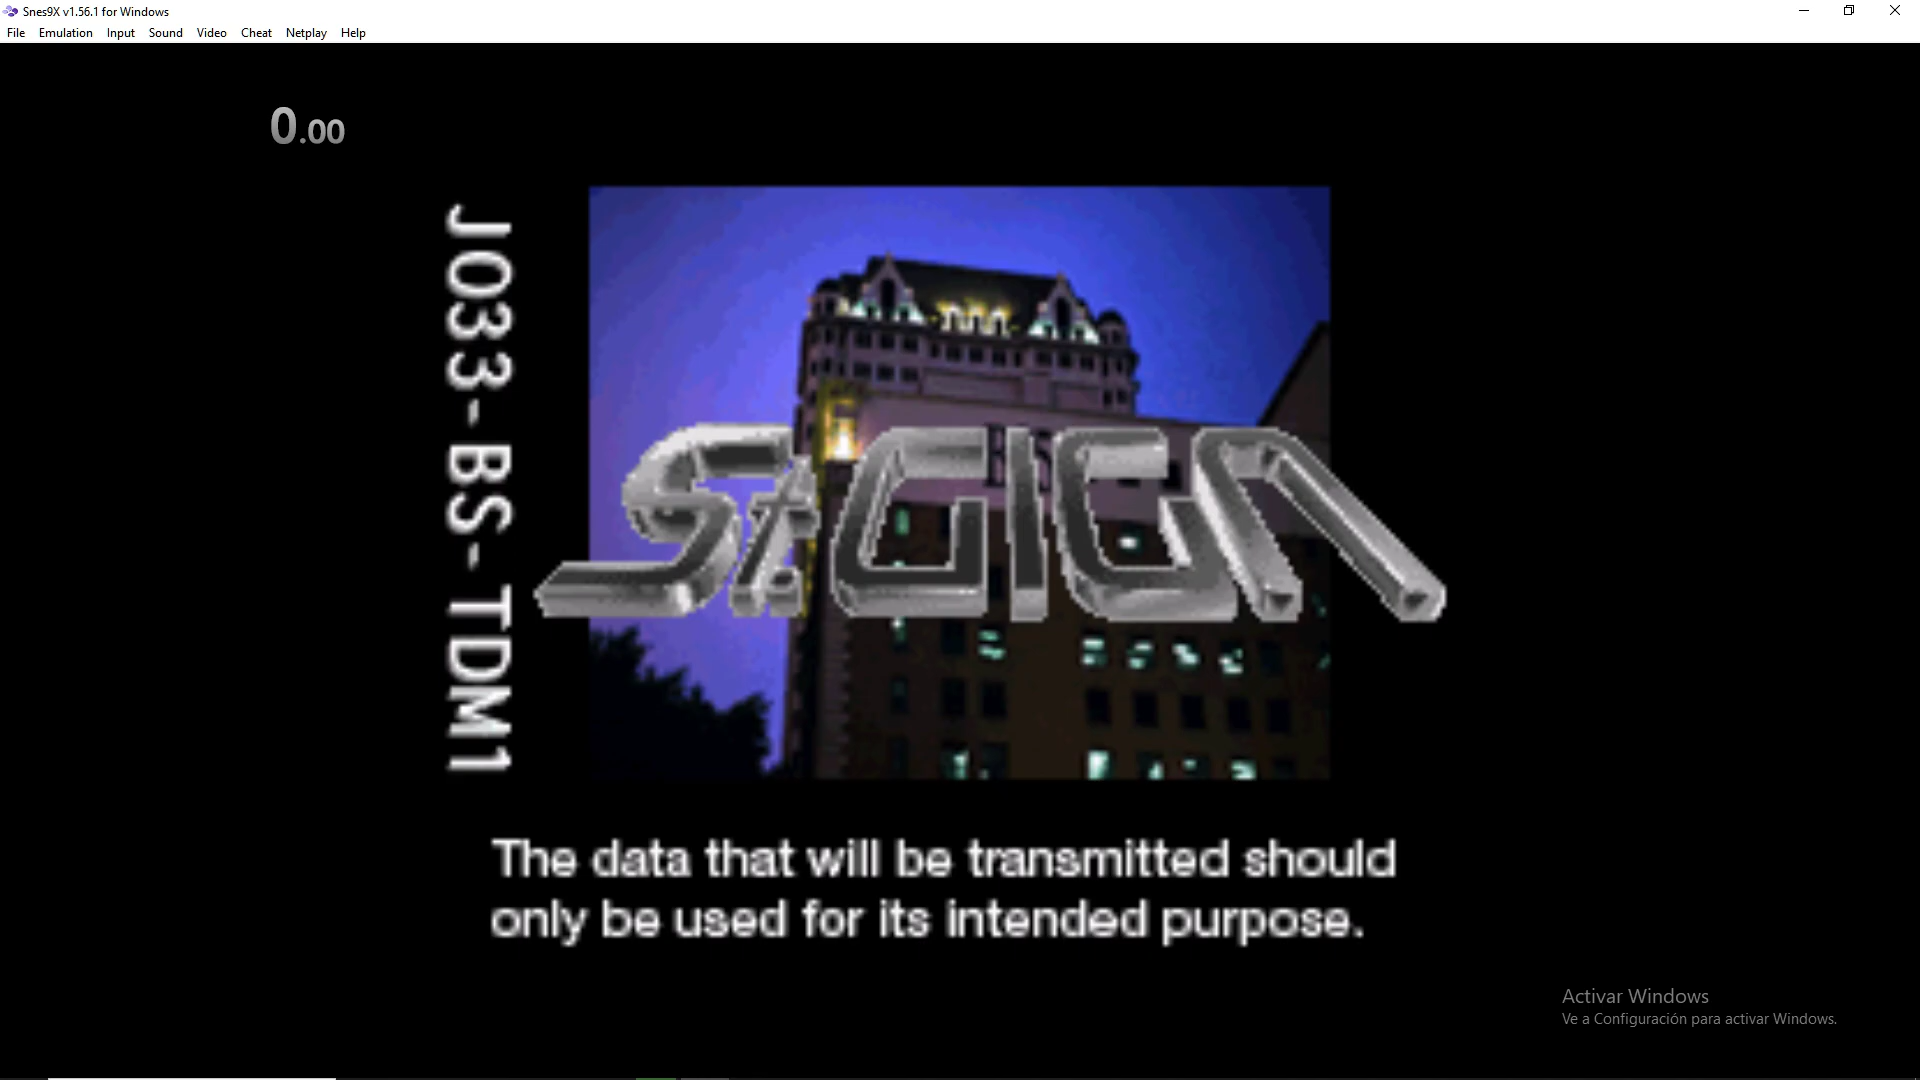 Snes9X v1.56.1 for Windows
File Emulation Input Sound Video Cheat Netplay Help
0.00
J033-BS-TDM1
St.GIGA
The data that will be transmitted should
only be used for its intended purpose.
Activar Windows
Ve a Configuración para activar Windows.